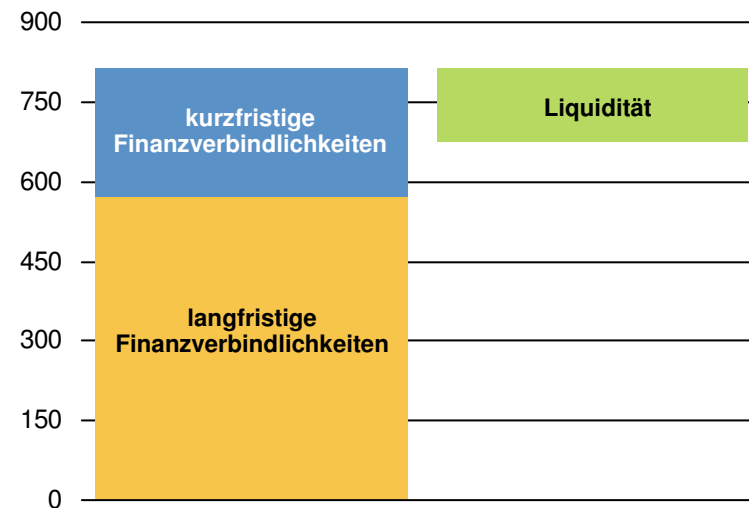 900
750
600
450
300
150
0
kurzfristige
Finanzverbindlichkeiten
langfristige
Finanzverbindlichkeiten
Liquidität